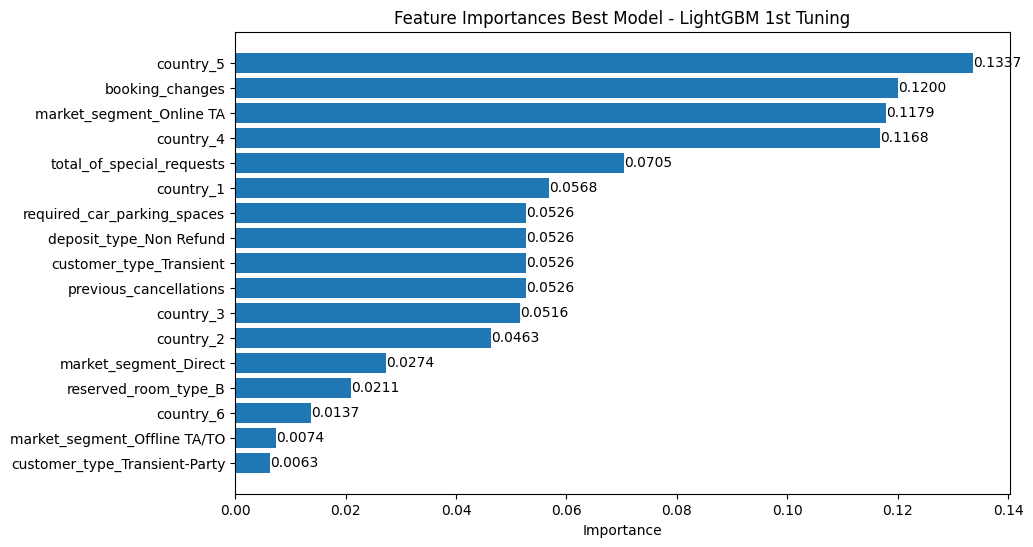 Feature Importances Best Model - LightGBM 1st Tuning
country_5 0.1337
booking_changes 0.1200
market_segment_Online TA 0.1179
country_4 0.1168
total_of_special_requests 0.0705
country_1 0.0568
required_car_parking_spaces 0.0526
deposit_type_Non Refund 0.0526
customer_type_Transient 0.0526
previous_cancellations 0.0526
country_3 0.0516
country_2 0.0463
market_segment_Direct 0.0274
reserved_room_type_B 0.0211
country_6 0.0137
market_segment_Offline TA/TO 0.0074
customer_type_Transient-Party 0.0063
0.00 0.02 0.04 0.06 0.08 0.10 0.12 0.14
Importance